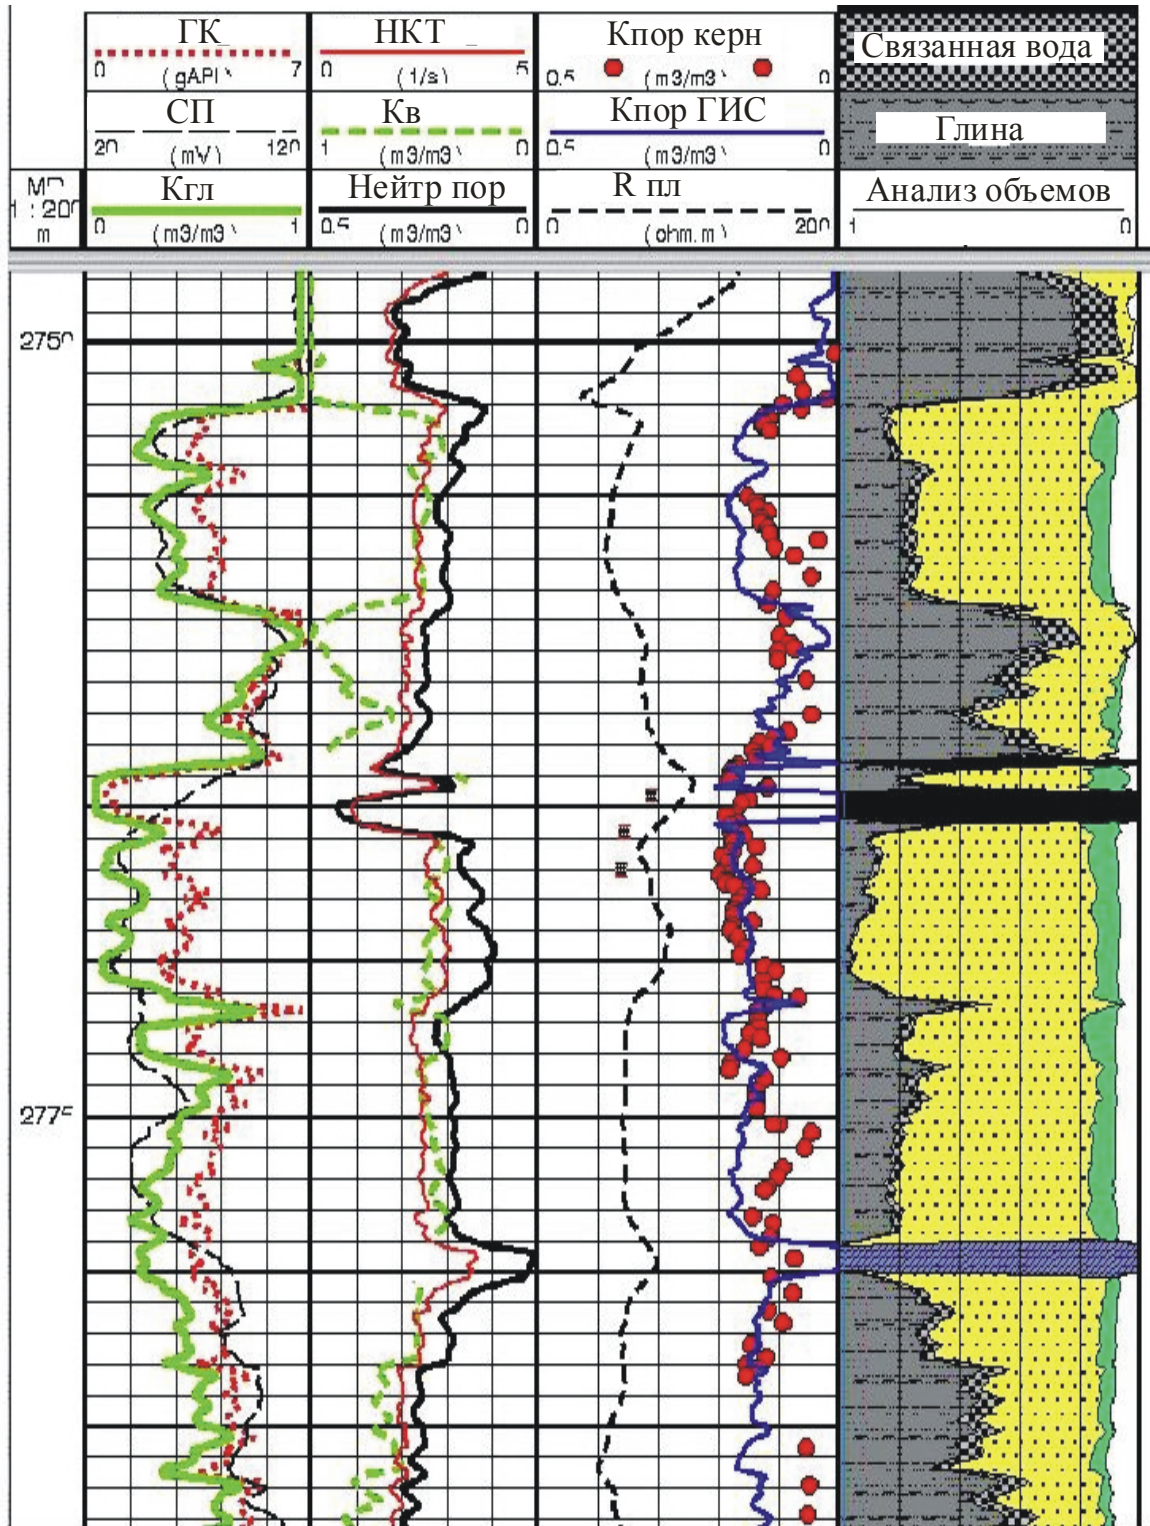 ГК
0 (gAPI) 7
СП
20 (mV) 120
Кгл
0 (m3/m3) 1
НКТ
0 (1/s) 5
Кв
1 (m3/m3) 0
Нейтр пор
0.5 (m3/m3) 0
Кпор керн
0.5 (m3/m3) 0
Кпор ГИС
0.5 (m3/m3) 0
R пл
0 (ohm.m) 200
Связанная вода
Глина
Анализ объемов
1 0
MD
1 : 200
m
2750
2775